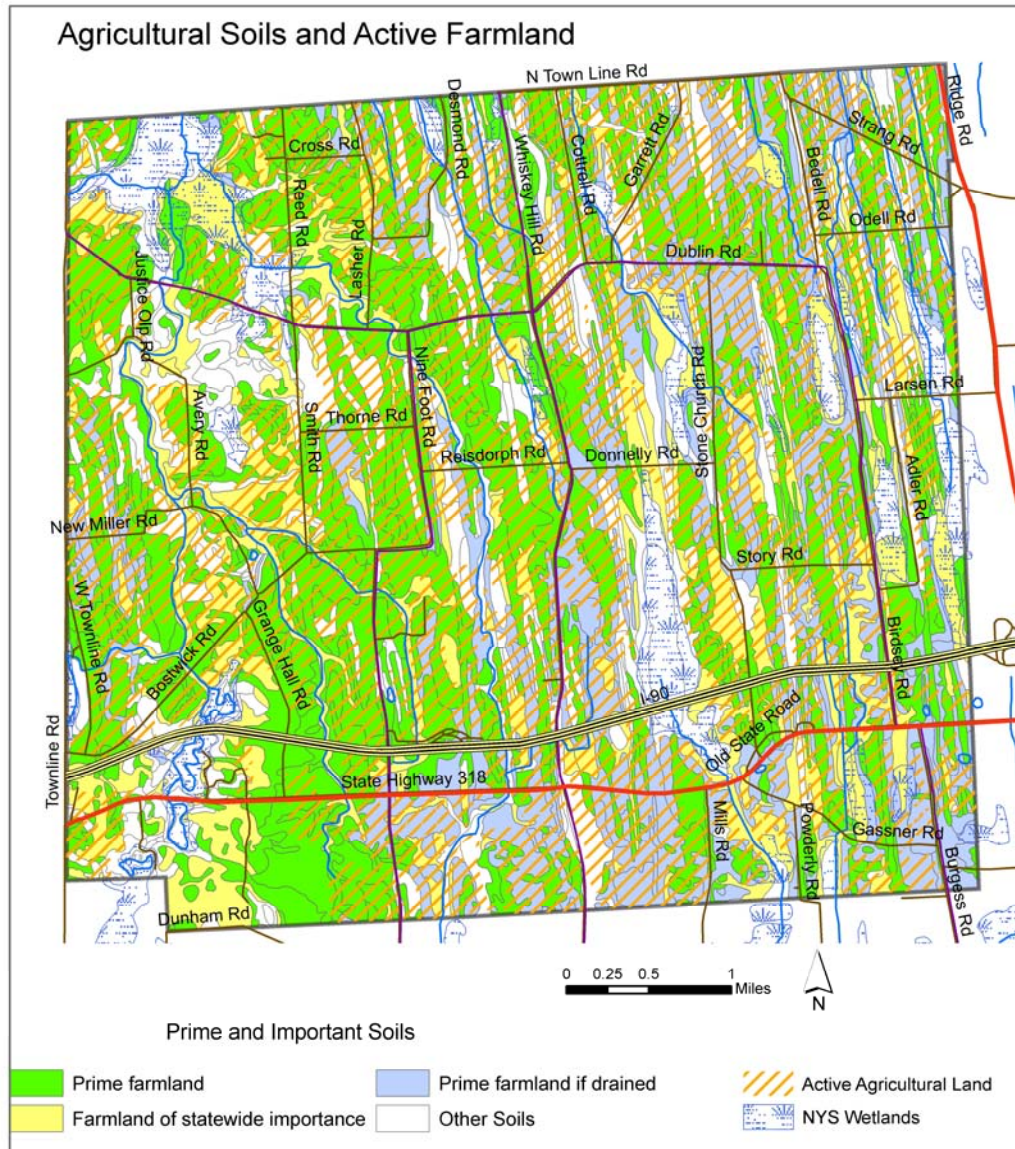 Agricultural Soils and Active Farmland
N Town Line Rd
Ridge Rd
Desmond Rd
Whiskey Hill Rd
Cottrell Rd
Garrett Rd
Bedell Rd
Strang Rd
Cross Rd
Reed Rd
Lasher Rd
Odell Rd
Dublin Rd
Justice Olp Rd
Avery Rd
Smith Rd
Thorne Rd
Nine Foot Rd
Stone Church Rd
Larsen Rd
Reisdorph Rd
Donnelly Rd
Adler Rd
New Miller Rd
Story Rd
W Townline Rd
Bostwick Rd
Grange Hall Rd
Birdsey Rd
I-90
Townline Rd
Old State Road
State Highway 318
Mills Rd
Powderly Rd
Gassner Rd
Burgess Rd
Dunham Rd
0 0.25 0.5 1
Miles
N
Prime and Important Soils
Prime farmland
Prime farmland if drained
Active Agricultural Land
Farmland of statewide importance
Other Soils
NYS Wetlands